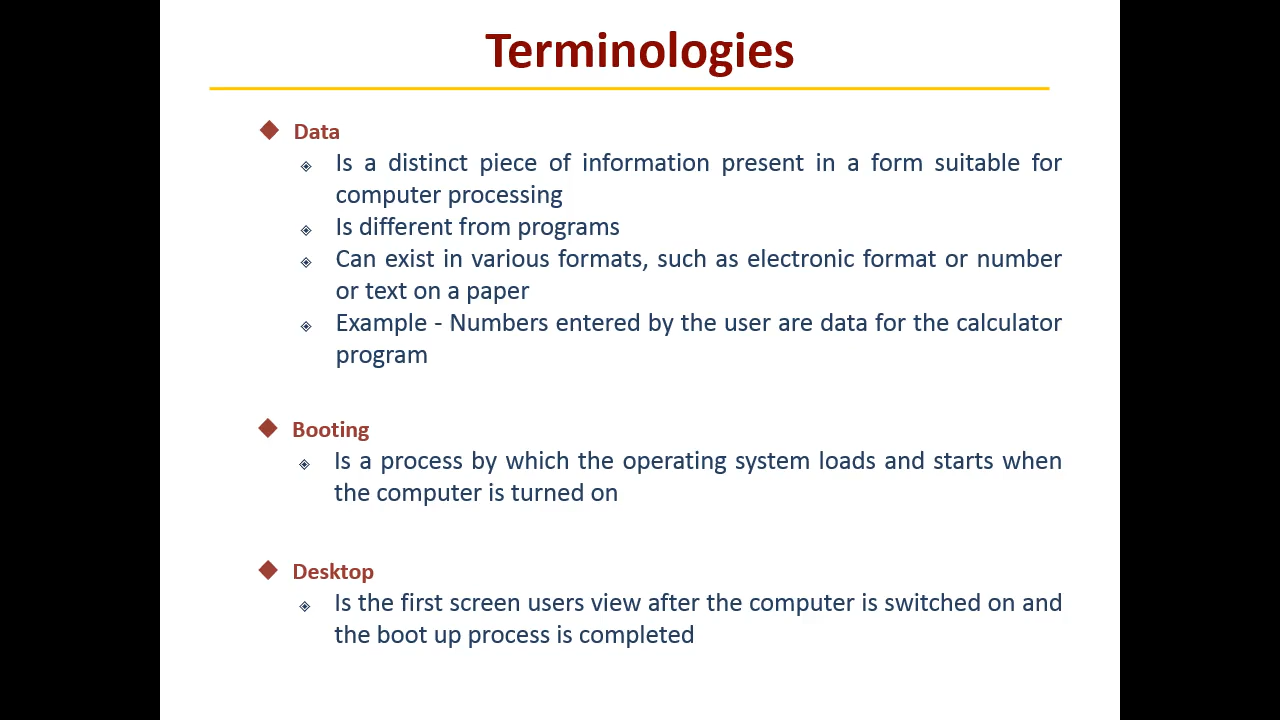 Terminologies
Data
Is a distinct piece of information present in a form suitable for
computer processing
Is different from programs
Can exist in various formats, such as electronic format or number
or text on a paper
Example - Numbers entered by the user are data for the calculator
program
Booting
Is a process by which the operating system loads and starts when
the computer is turned on
Desktop
Is the first screen users view after the computer is switched on and
the boot up process is completed